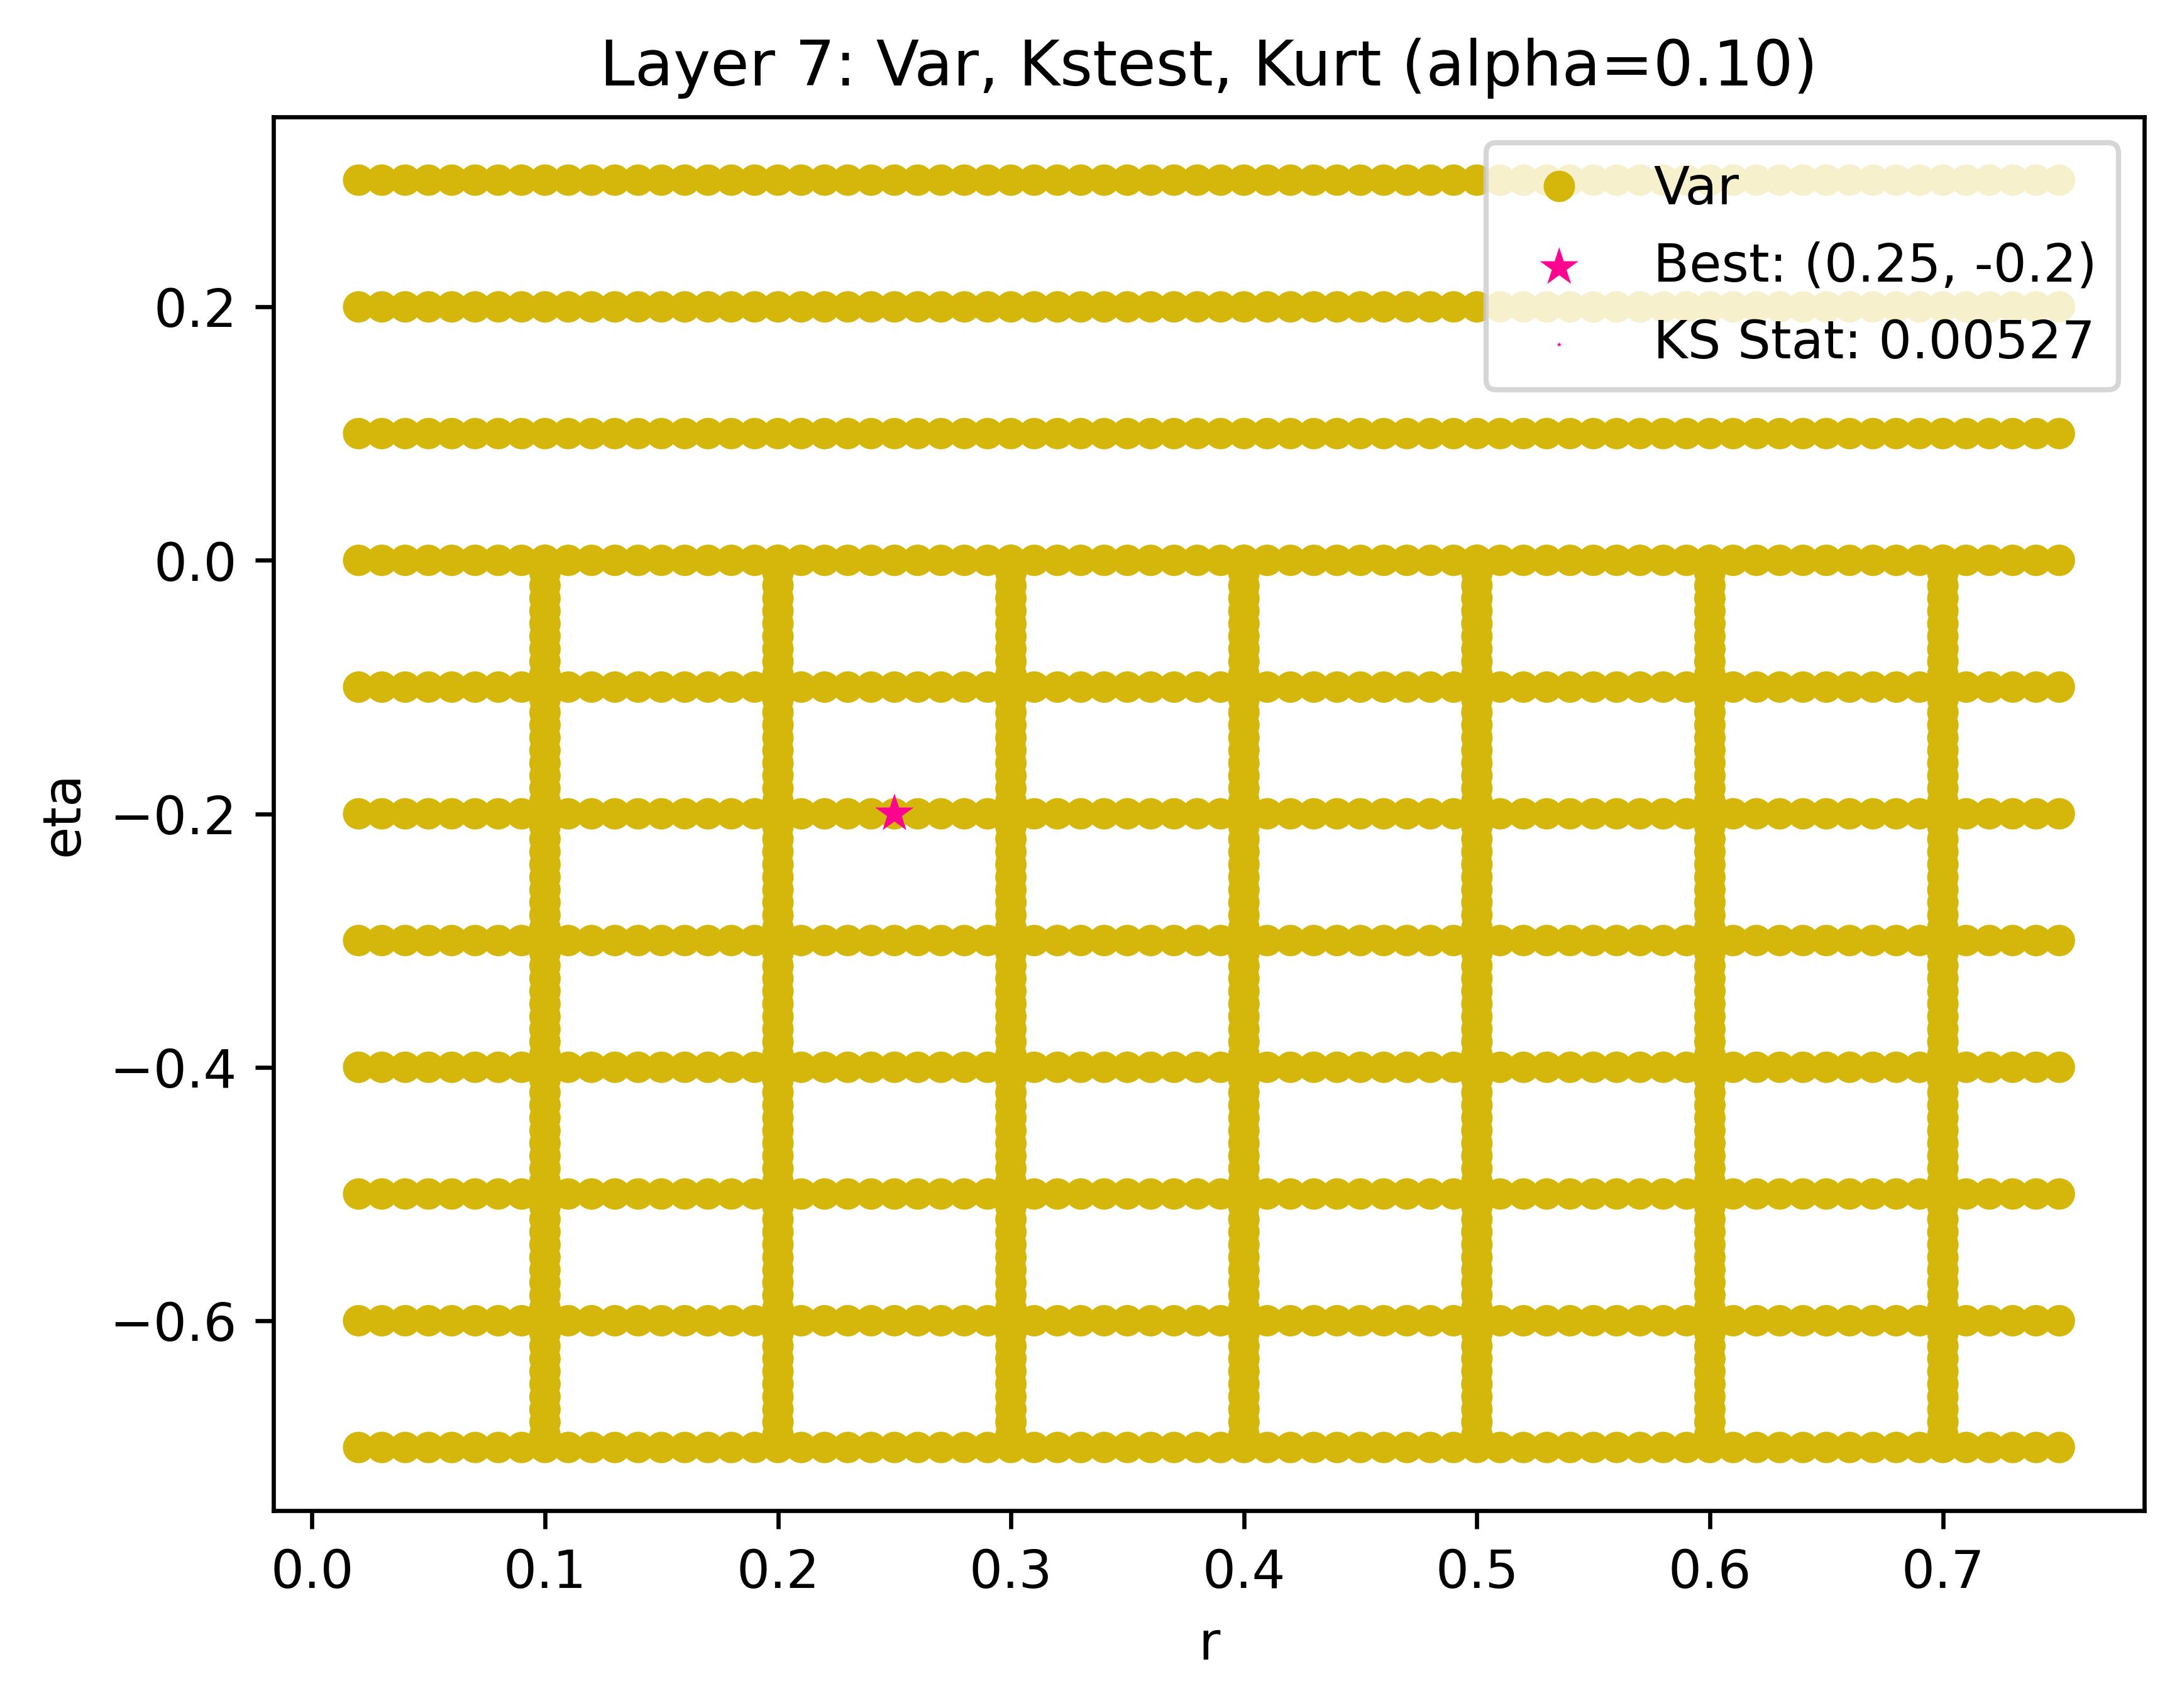 Layer 7: Var, Kstest, Kurt (alpha=0.10)
Var
Best: (0.25, -0.2)
KS Stat: 0.00527
0.2
0.0
−0.2
−0.4
−0.6
eta
0.0 0.1 0.2 0.3 0.4 0.5 0.6 0.7
r